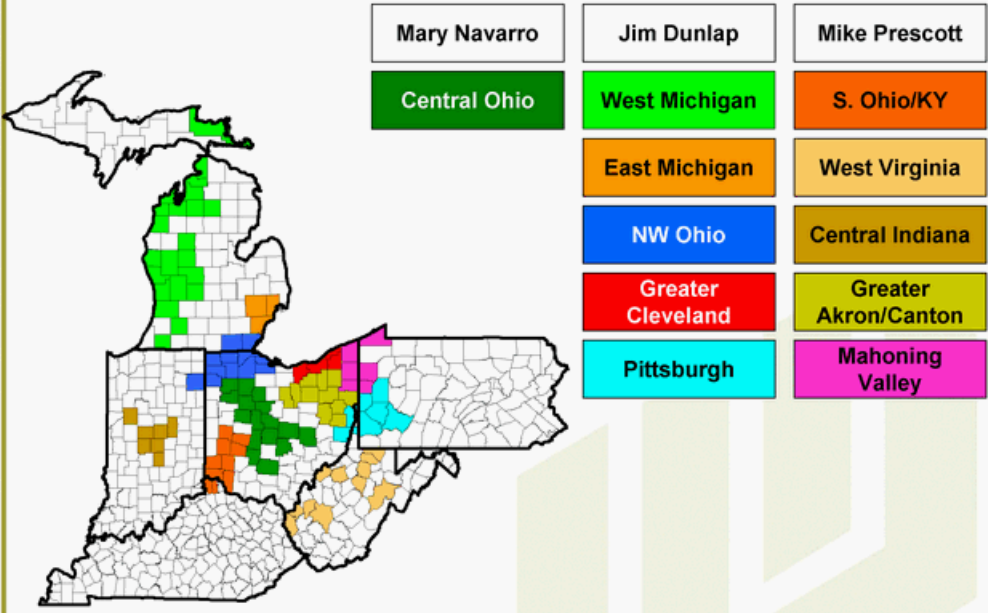 Mary Navarro
Jim Dunlap
Mike Prescott
Central Ohio
West Michigan
S. Ohio/KY
East Michigan
West Virginia
NW Ohio
Central Indiana
Greater
Cleveland
Greater
Akron/Canton
Pittsburgh
Mahoning
Valley